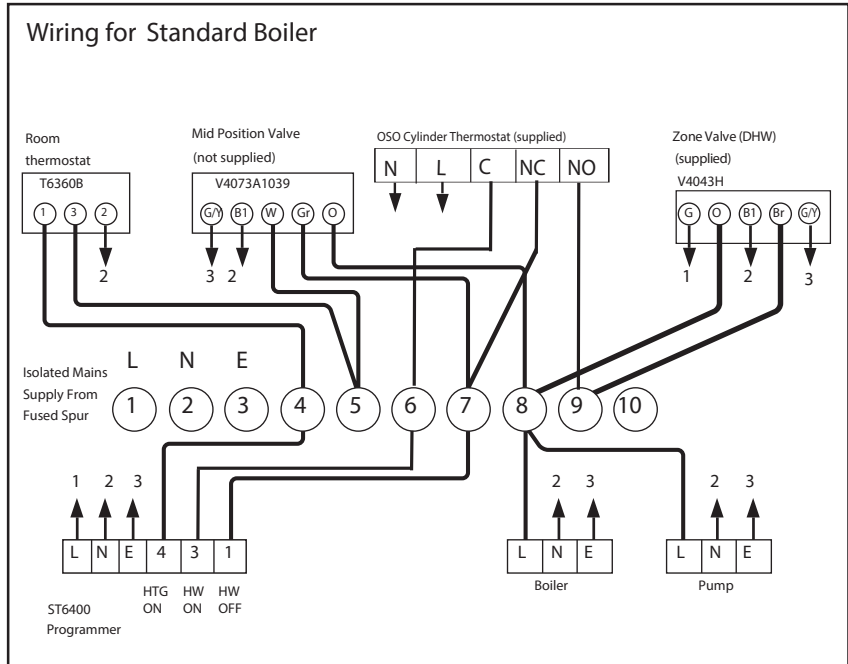 Wiring for Standard Boiler
Room
thermostat
T6360B
1 3 2
2
Mid Position Valve
(not supplied)
V4073A1039
G/Y B1 W Gr O
3 2
OSO Cylinder Thermostat (supplied)
N L C NC NO
Zone Valve (DHW)
(supplied)
V4043H
G O B1 Br G/Y
1 2 3
L N E
Isolated Mains
Supply From
Fused Spur
1 2 3 4 5 6 7 8 9 10
1 2 3
L N E 4 3 1
HTG HW HW
ON ON OFF
ST6400
Programmer
2 3
L N E
Boiler
2 3
L N E
Pump